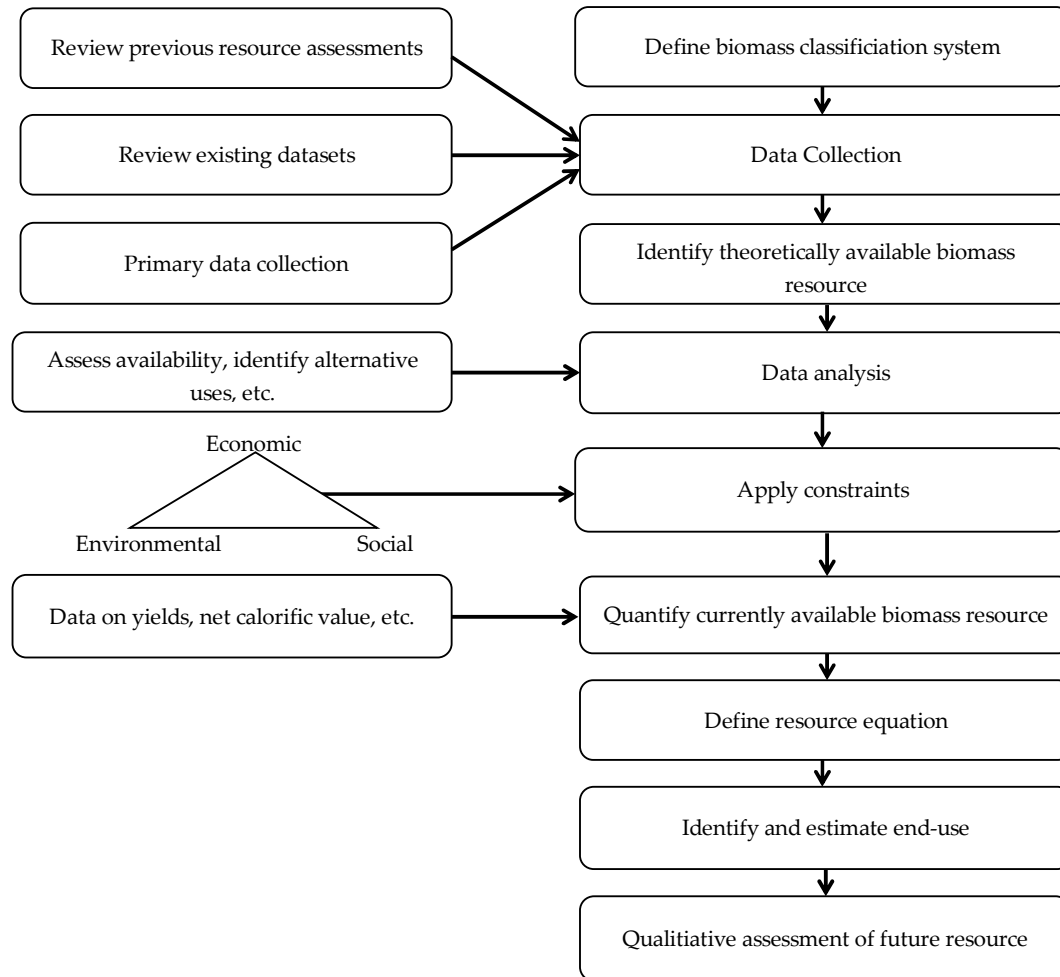 Review previous resource assessments
Define biomass classificiation system
Review existing datasets
Data Collection
Primary data collection
Identify theoretically available biomass
resource
Assess availability, identify alternative
uses, etc.
Data analysis
Economic
Environmental
Social
Apply constraints
Data on yields, net calorific value, etc.
Quantify currently available biomass resource
Define resource equation
Identify and estimate end-use
Qualitiative assessment of future resource